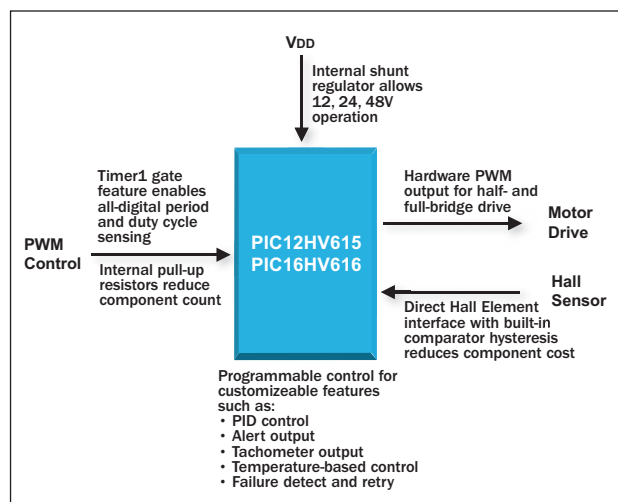 VDD
Internal shunt
regulator allows
12, 24, 48V
operation
Timer1 gate
feature enables
all-digital period
and duty cycle
sensing
PWM
Control
Internal pull-up
resistors reduce
component count
PIC12HV615
PIC16HV616
Hardware PWM
output for half- and
full-bridge drive
Motor
Drive
Hall
Sensor
Direct Hall Element
interface with built-in
comparator hysteresis
reduces component cost
Programmable control for
customizeable features
such as:
• PID control
• Alert output
• Tachometer output
• Temperature-based control
• Failure detect and retry